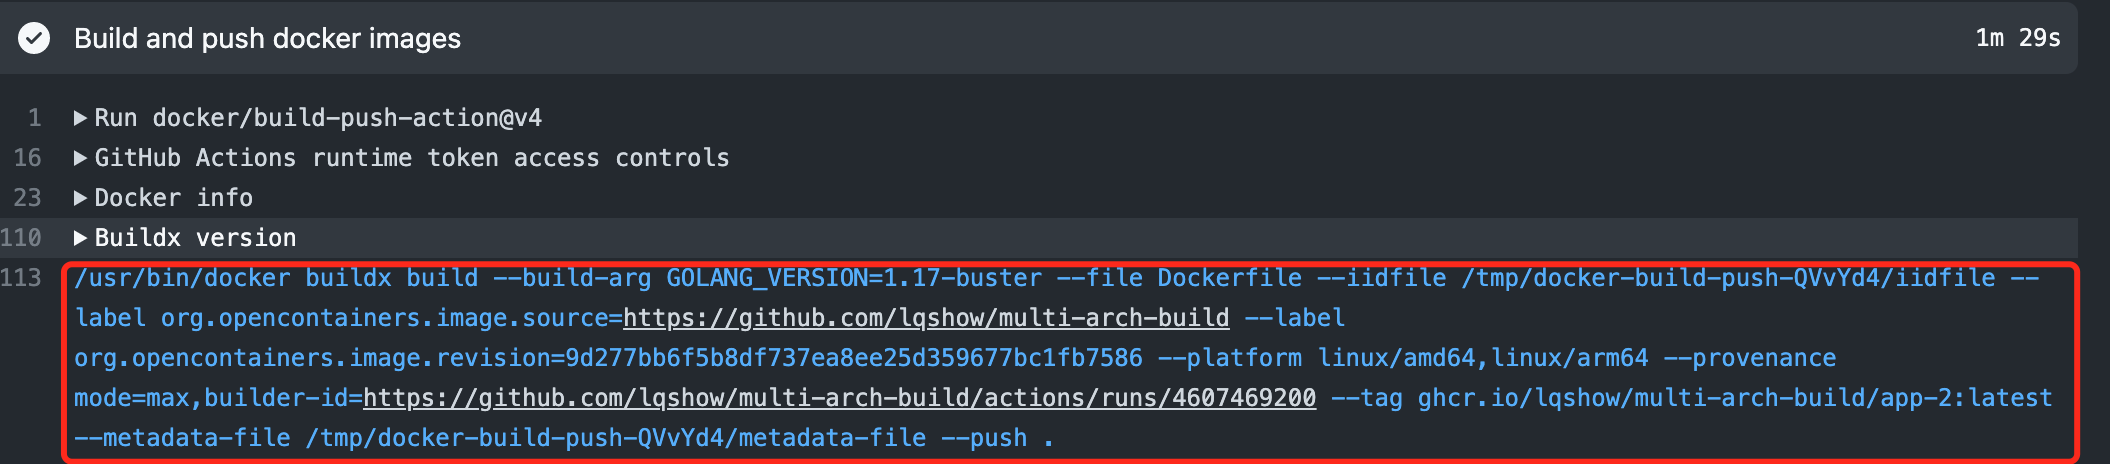 Build and push docker images 1m 29s
1 Run docker/build-push-action@v4
16 GitHub Actions runtime token access controls
23 Docker info
110 Buildx version
113 /usr/bin/docker buildx build --build-arg GOLANG_VERSION=1.17-buster --file Dockerfile --iidfile /tmp/docker-build-push-QVvYd4/iidfile --
label org.opencontainers.image.source=https://github.com/lqshow/multi-arch-build --label
org.opencontainers.image.revision=9d277bb6f5b8df737ea8ee25d359677bc1fb7586 --platform linux/amd64,linux/arm64 --provenance
mode=max,builder-id=https://github.com/lqshow/multi-arch-build/actions/runs/4607469200 --tag ghcr.io/lqshow/multi-arch-build/app-2:latest
--metadata-file /tmp/docker-build-push-QVvYd4/metadata-file --push .